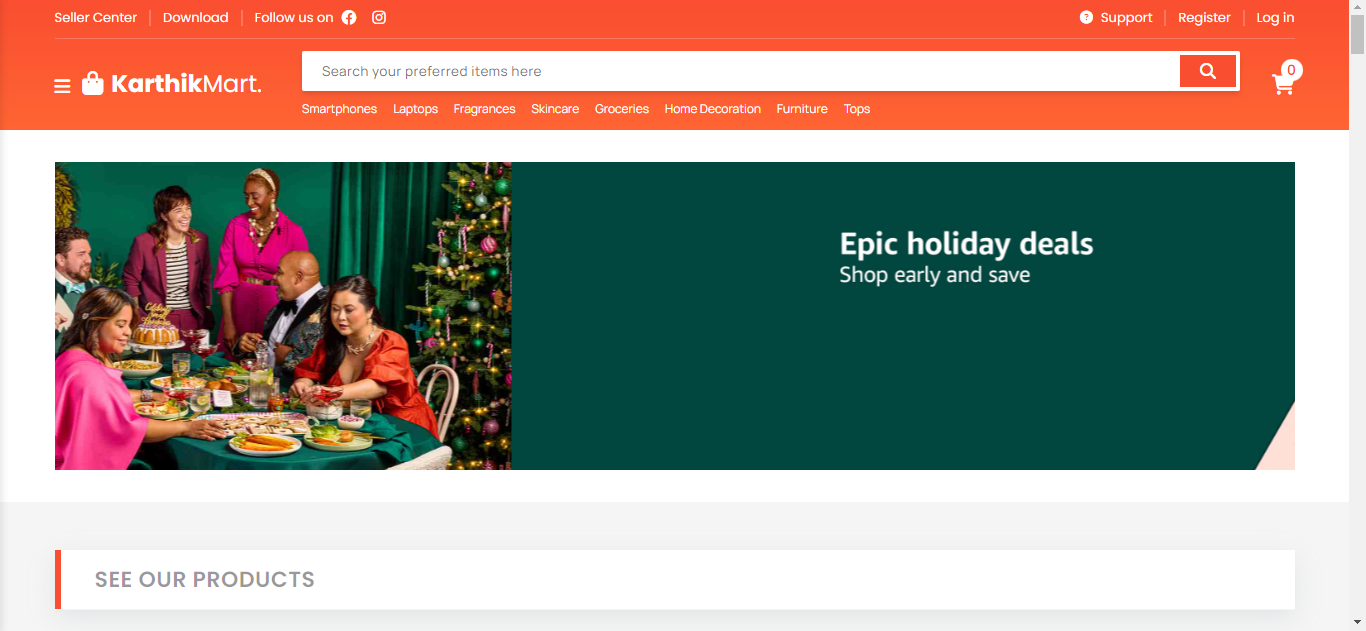 Seller Center Download Follow us on Support Register Log in
KarthikMart. Search your preferred items here 0
Smartphones Laptops Fragrances Skincare Groceries Home Decoration Furniture Tops
Epic holiday deals
Shop early and save
SEE OUR PRODUCTS